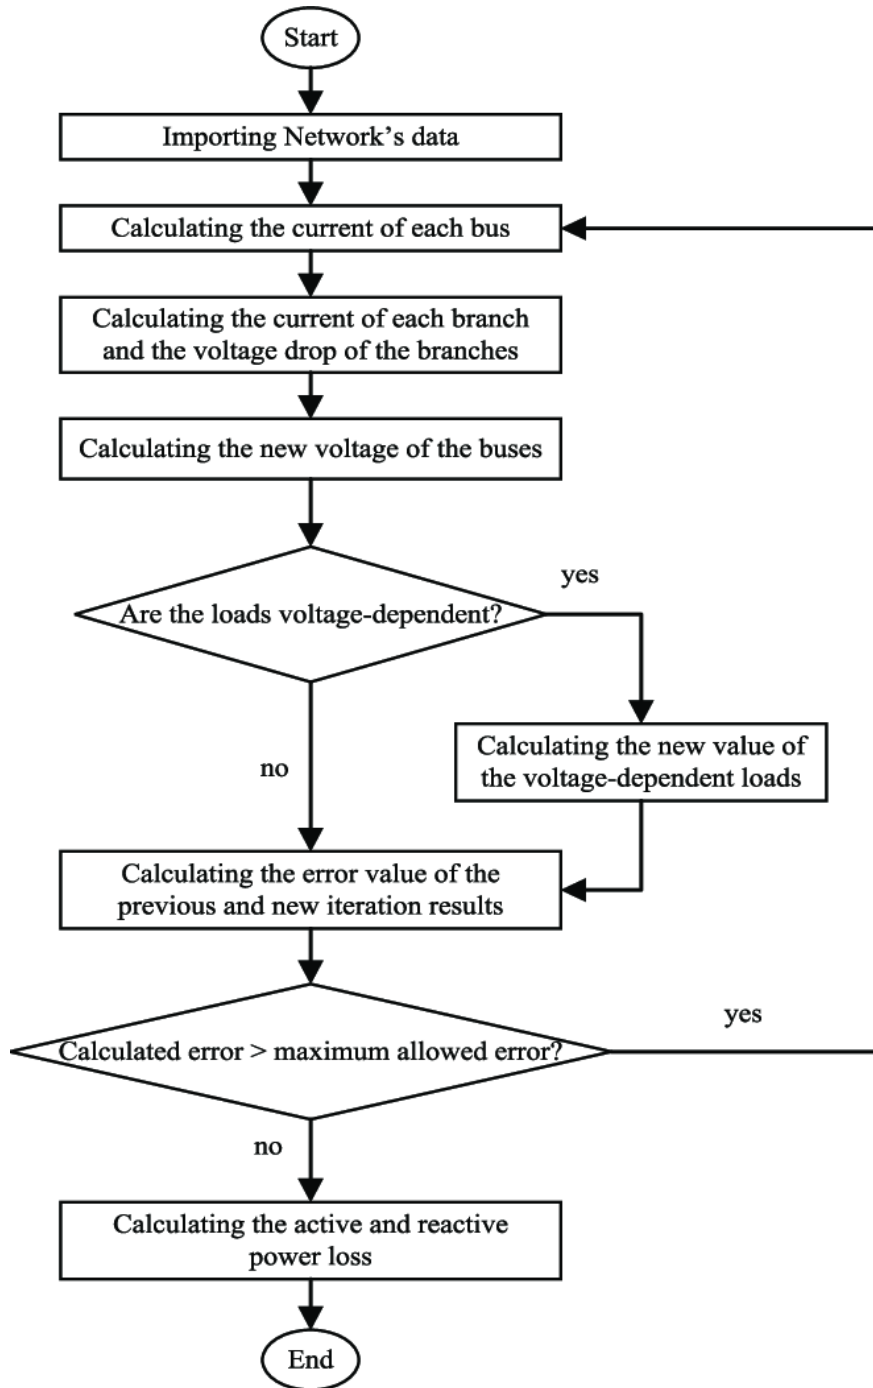 Start
Importing Network’s data
Calculating the current of each bus
Calculating the current of each branch
and the voltage drop of the branches
Calculating the new voltage of the buses
Are the loads voltage-dependent?
yes
Calculating the new value of
the voltage-dependent loads
no
Calculating the error value of the
previous and new iteration results
Calculated error > maximum allowed error?
yes
no
Calculating the active and reactive
power loss
End